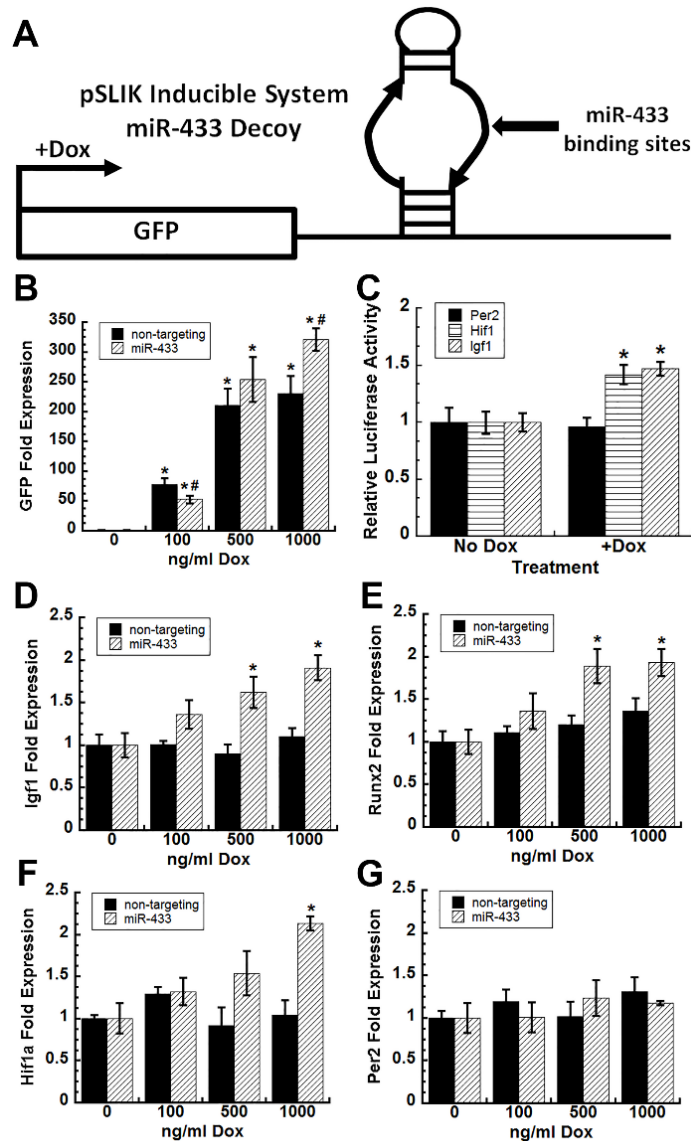 A
pSLIK Inducible System
miR-433 Decoy
+Dox
miR-433
binding sites
GFP
B
GFP Fold Expression
350
300
250
200
150
100
50
0
non-targeting
miR-433
* * # * * * * #
0 100 500 1000
ng/ml Dox
C
Relative Luciferase Activity
2
1.5
1
0.5
0
Per2
Hif1
Igf1
* *
No Dox +Dox
Treatment
D
Igf1 Fold Expression
2.5
2
1.5
1
0.5
0
non-targeting
miR-433
* *
0 100 500 1000
ng/ml Dox
E
Runx2 Fold Expression
2.5
2
1.5
1
0.5
0
non-targeting
miR-433
* *
0 100 500 1000
ng/ml Dox
F
Hif1a Fold Expression
2.5
2
1.5
1
0.5
0
non-targeting
miR-433
*
0 100 500 1000
ng/ml Dox
G
Per2 Fold Expression
2.5
2
1.5
1
0.5
0
non-targeting
miR-433
0 100 500 1000
ng/ml Dox